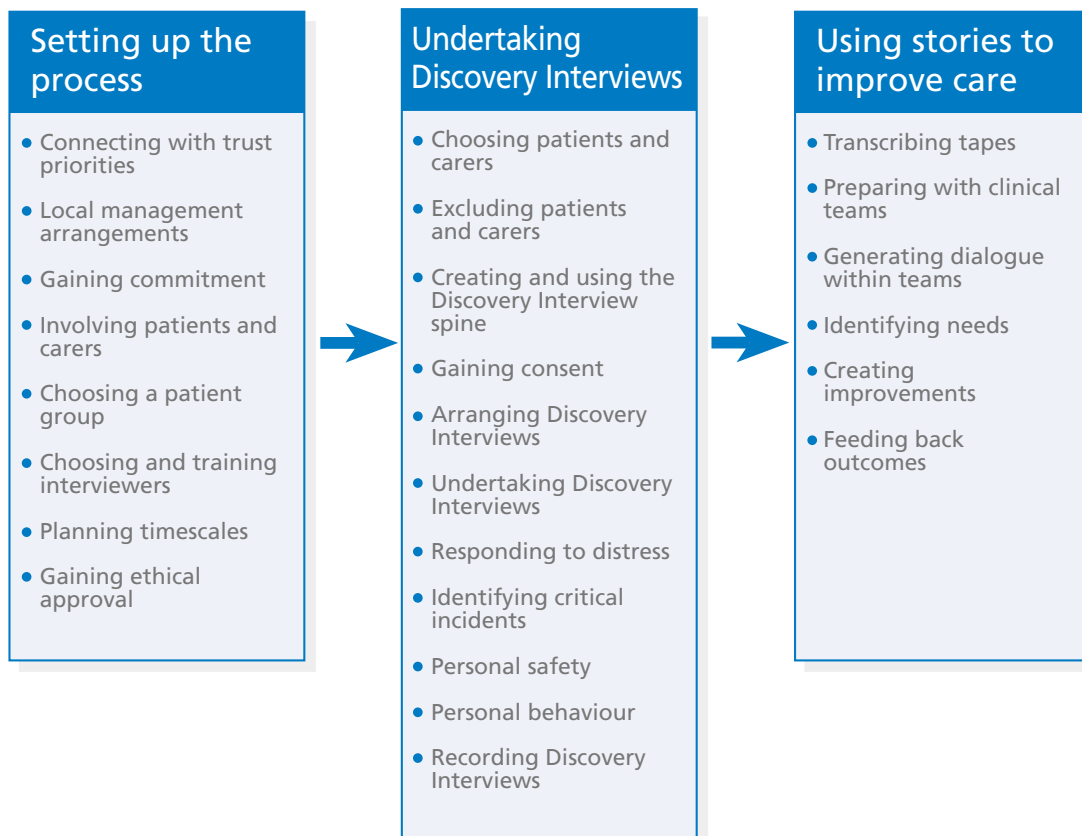 Setting up the
process
• Connecting with trust
priorities
• Local management
arrangements
• Gaining commitment
• Involving patients and
carers
• Choosing a patient
group
• Choosing and training
interviewers
• Planning timescales
• Gaining ethical
approval
Undertaking
Discovery Interviews
• Choosing patients and
carers
• Excluding patients
and carers
• Creating and using the
Discovery Interview
spine
• Gaining consent
• Arranging Discovery
Interviews
• Undertaking Discovery
Interviews
• Responding to distress
• Identifying critical
incidents
• Personal safety
• Personal behaviour
• Recording Discovery
Interviews
Using stories to
improve care
• Transcribing tapes
• Preparing with clinical
teams
• Generating dialogue
within teams
• Identifying needs
• Creating
improvements
• Feeding back
outcomes